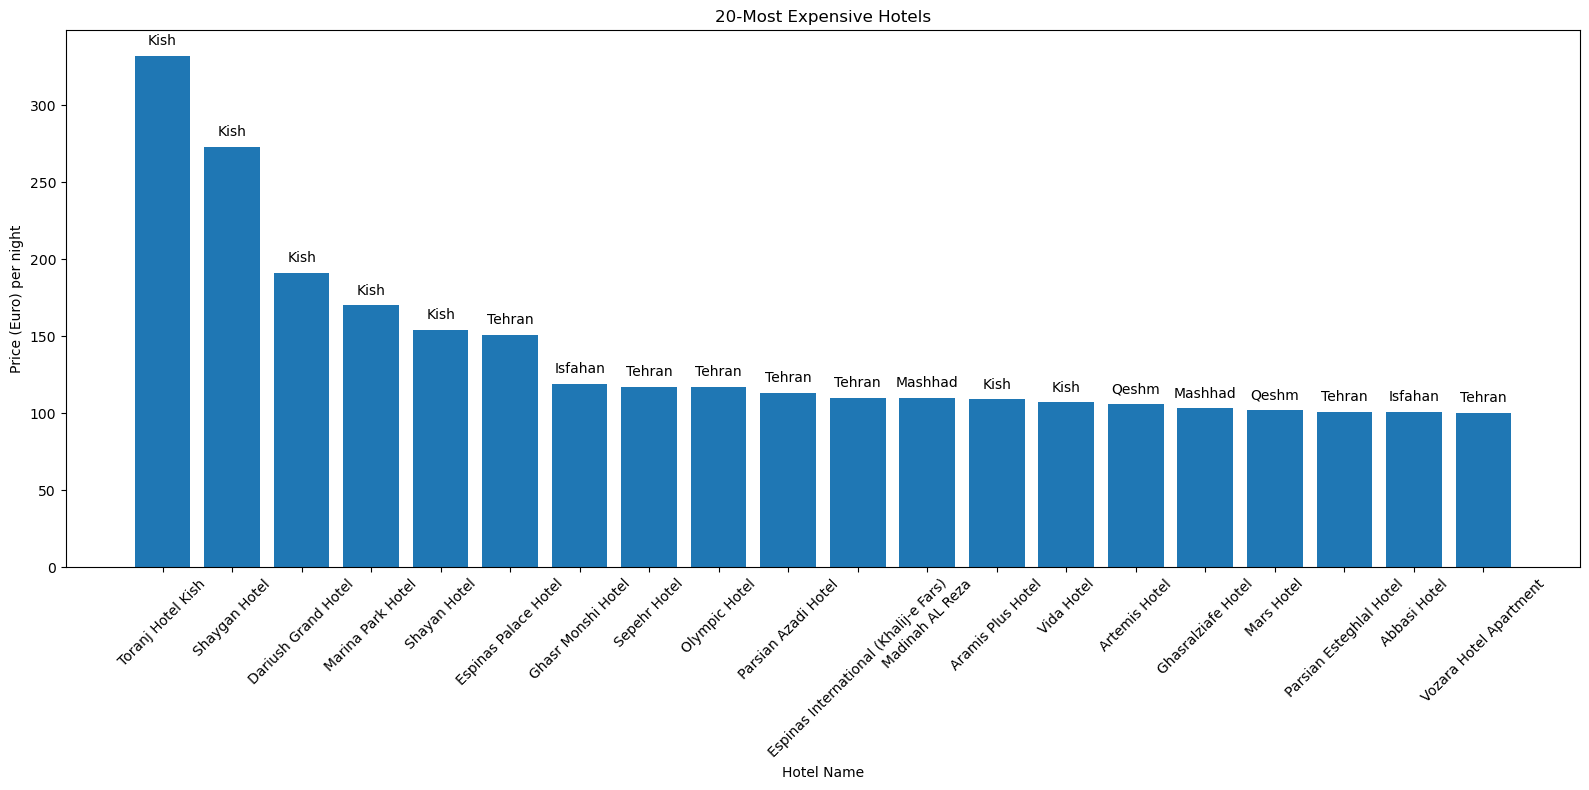 20-Most Expensive Hotels
Price (Euro) per night
300
250
200
150
100
50
0
Kish
Kish
Kish
Kish
Kish
Tehran
Isfahan
Tehran
Tehran
Tehran
Tehran
Mashhad
Kish
Kish
Qeshm
Mashhad
Qeshm
Tehran
Isfahan
Tehran
Toranj Hotel Kish
Shaygan Hotel
Dariush Grand Hotel
Marina Park Hotel
Shayan Hotel
Espinas Palace Hotel
Ghasr Monshi Hotel
Sepehr Hotel
Olympic Hotel
Parsian Azadi Hotel
Espinas International (Khalij-e Fars)
Madinah AL Reza
Aramis Plus Hotel
Vida Hotel
Artemis Hotel
Ghasralziafe Hotel
Mars Hotel
Parsian Esteghlal Hotel
Abbasi Hotel
Vozara Hotel Apartment
Hotel Name